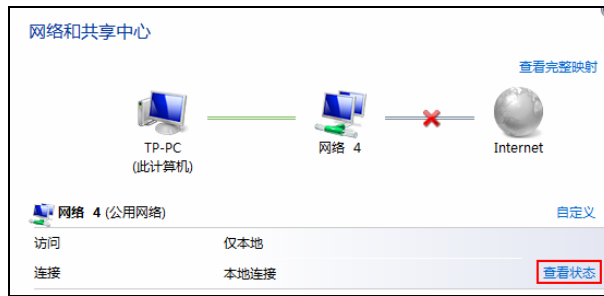 网络和共享中心
查看完整映射
TP-PC
(此计算机)
网络 4
Internet
网络 4 (公用网络)
自定义
访问 仅本地
连接 本地连接 查看状态